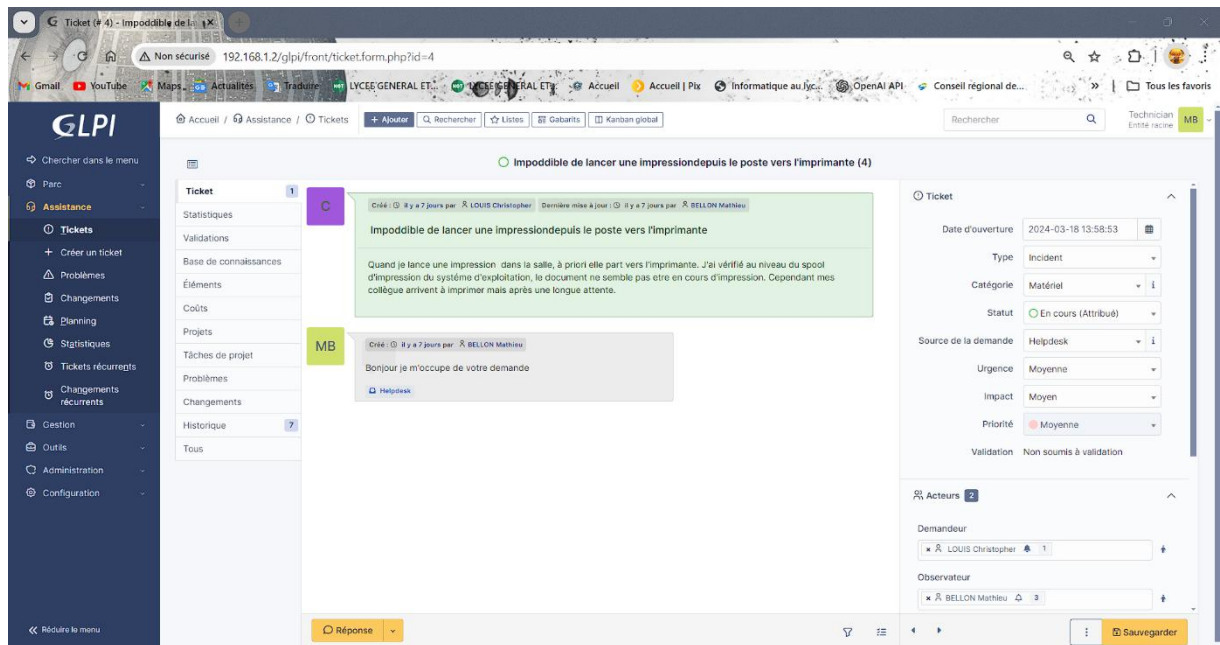 Ticket (# 4) - Impoddible de la
Non sécurisé 192.168.1.2/glpi/front/ticket.form.php?id=4
Gmail YouTube Maps Actualités Traduire LYCEE GENERAL ET... LYCEE GENERAL ET... Accueil Accueil | Pix Informatique au lyc... OpenAI API Conseil régional de... » Tous les favoris
GLPI
Accueil / Assistance / Tickets + Ajouter Rechercher Listes Gabarits Kanban global Rechercher Technician
Entité racine MB
Chercher dans le menu
Parc
Assistance
Tickets
+ Créer un ticket
Problèmes
Changements
Planning
Statistiques
Tickets récurrents
Changements
récurrents
Gestion
Outils
Administration
Configuration
Réduire le menu
Impoddible de lancer une impressiondepuis le poste vers l'imprimante (4)
Ticket 1
Statistiques
Validations
Base de connaissances
Éléments
Coûts
Projets
Tâches de projet
Problèmes
Changements
Historique 7
Tous
C
Créé : il y a 7 jours par LOUIS Christopher Dernière mise à jour : il y a 7 jours par BELLON Mathieu
Impoddible de lancer une impressiondepuis le poste vers l'imprimante
Quand je lance une impression dans la salle, à priori elle part vers l'imprimante. J'ai vérifié au niveau du spool
d'impression du systéme d'exploitation, le document ne semble pas etre en cours d'impression. Cependant mes
collègue arrivent à imprimer mais après une longue attente.
MB
Créé : il y a 7 jours par BELLON Mathieu
Bonjour je m'occupe de votre demande
Helpdesk
Réponse
Ticket
Date d'ouverture 2024-03-18 13:58:53
Type Incident
Catégorie Matériel i
Statut En cours (Attribué)
Source de la demande Helpdesk i
Urgence Moyenne
Impact Moyen
Priorité Moyenne
Validation Non soumis à validation
Acteurs 2
Demandeur
× LOUIS Christopher 1
Observateur
× BELLON Mathieu 3
Sauvegarder